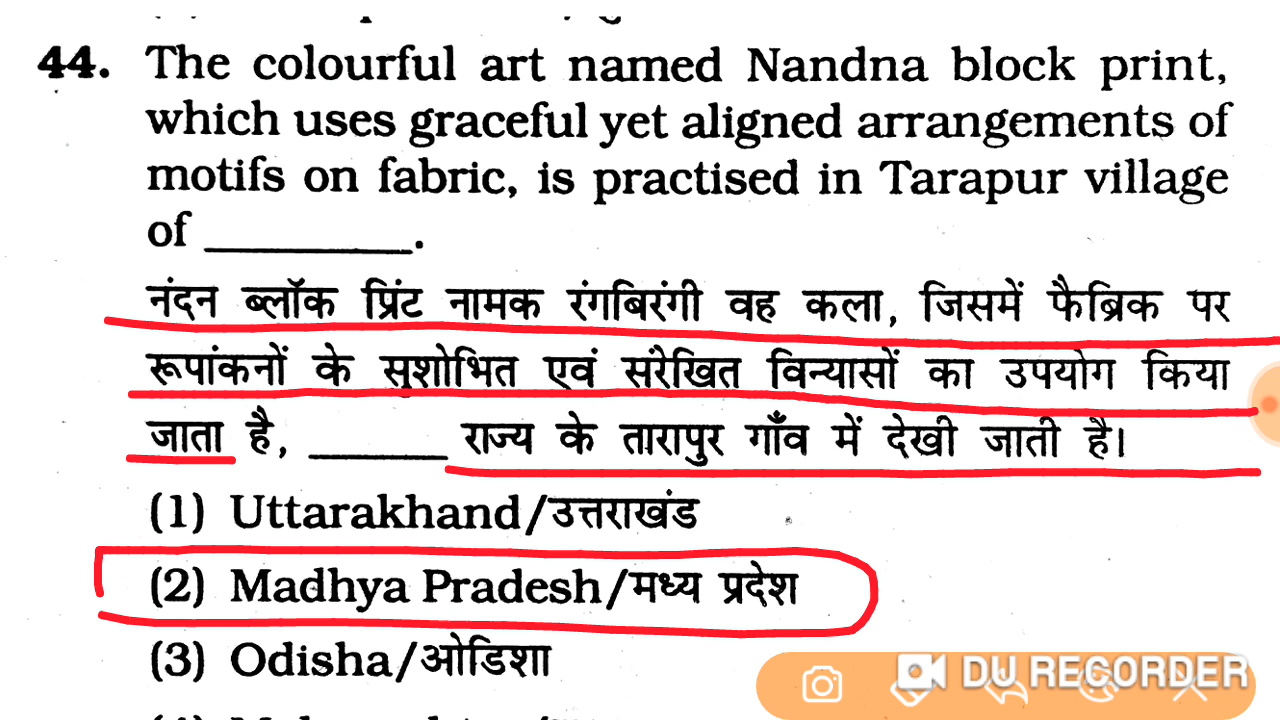 44. The colourful art named Nandna block print,
which uses graceful yet aligned arrangements of
motifs on fabric, is practised in Tarapur village
of __________.
नंदन ब्लॉक प्रिंट नामक रंगबिरंगी वह कला, जिसमें फैब्रिक पर
रूपांकनों के सुशोभित एवं संरेखित विन्यासों का उपयोग किया
जाता है, _______ राज्य के तारापुर गाँव में देखी जाती है।
(1) Uttarakhand/उत्तराखंड
(2) Madhya Pradesh/मध्य प्रदेश
(3) Odisha/ओडिशा
DU RECORDER